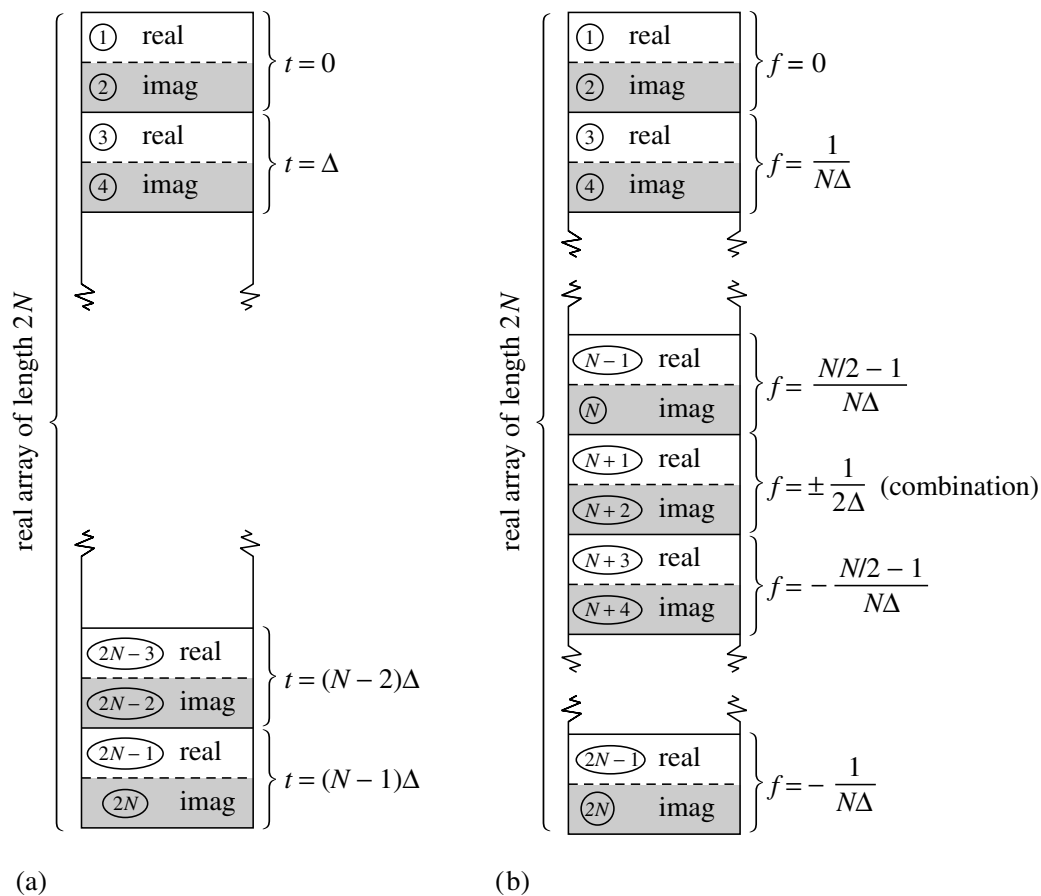 real array of length 2N
① real
② imag
t = 0
③ real
④ imag
t = Δ
2N − 3 real
2N − 2 imag
t = (N − 2)Δ
2N − 1 real
2N imag
t = (N − 1)Δ
(a)
real array of length 2N
① real
② imag
f = 0
③ real
④ imag
f = 1/NΔ
N − 1 real
N imag
f = N/2 − 1/NΔ
N + 1 real
N + 2 imag
f = ± 1/2Δ (combination)
N + 3 real
N + 4 imag
f = − N/2 − 1/NΔ
2N − 1 real
2N imag
f = − 1/NΔ
(b)